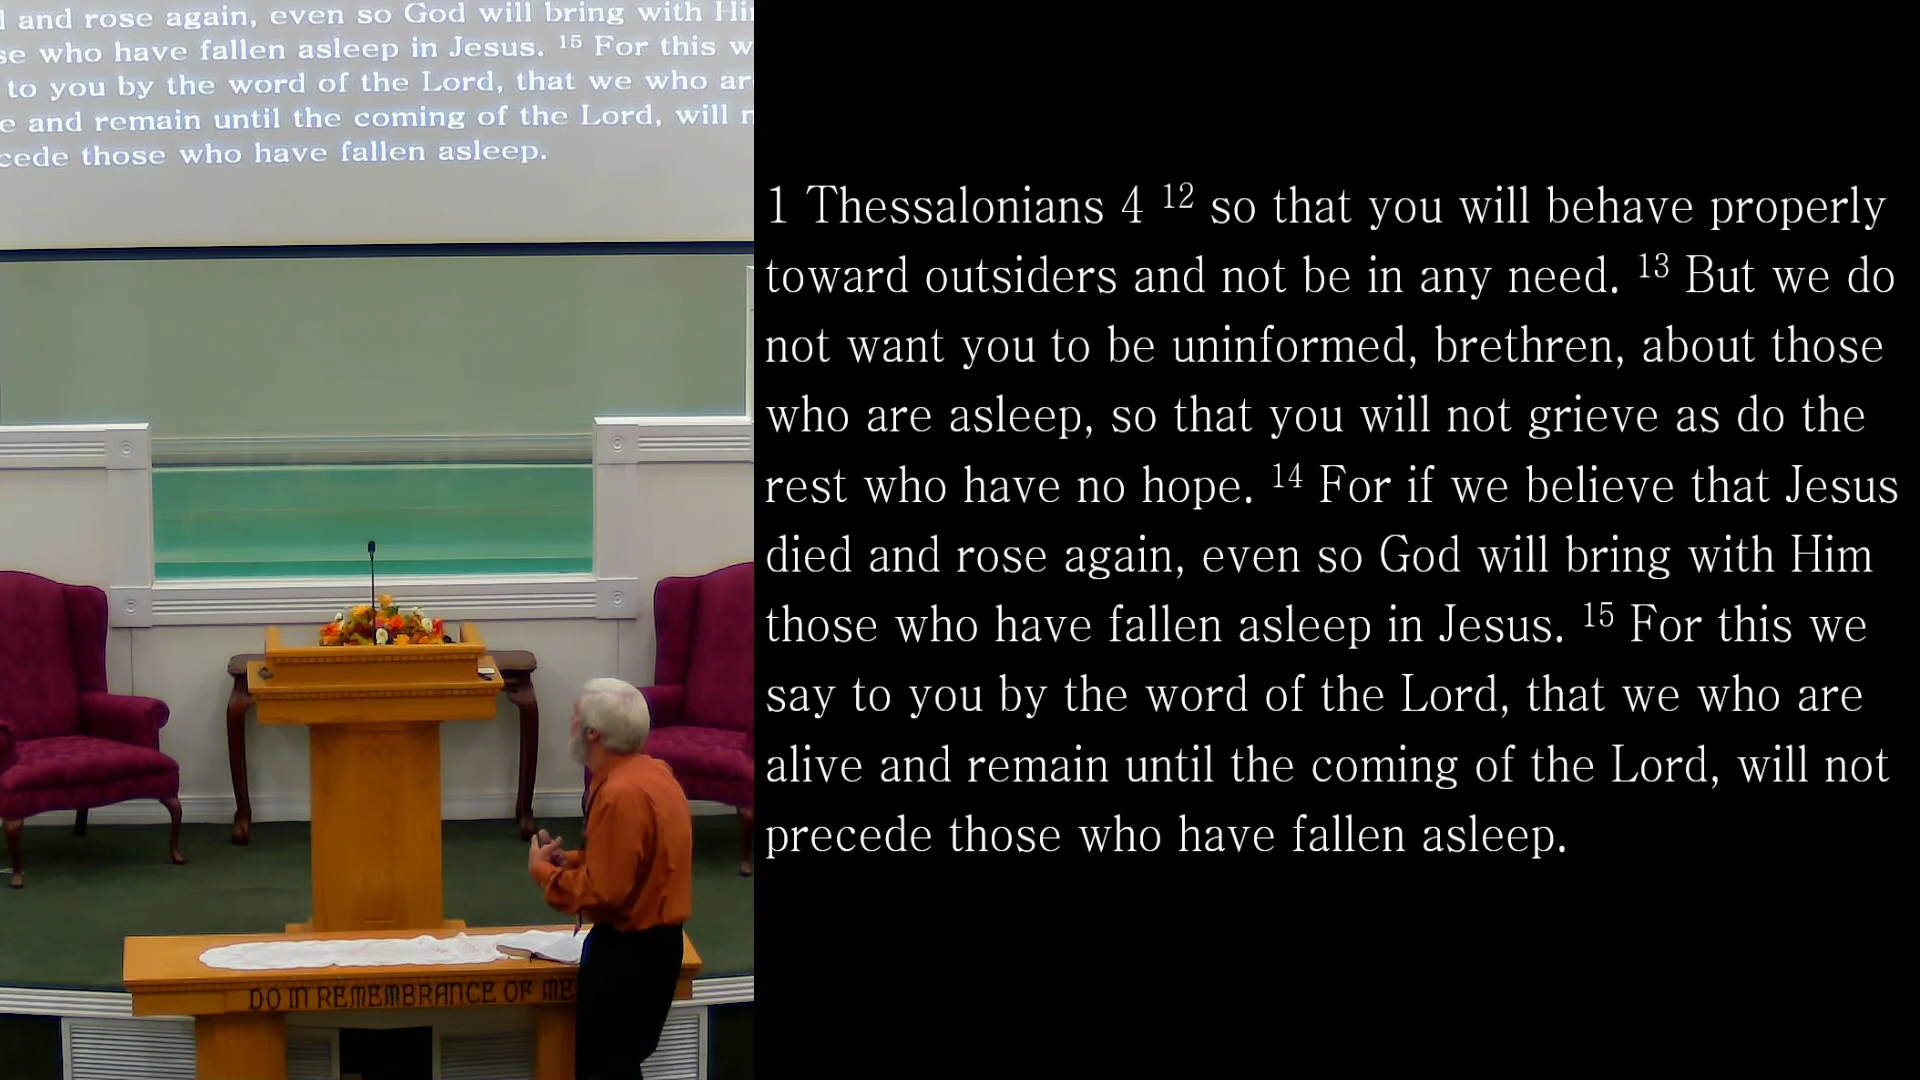 l and rose again, even so God will bring with Hi
se who have fallen asleep in Jesus. 15 For this w
to you by the word of the Lord, that we who ar
e and remain until the coming of the Lord, will n
cede those who have fallen asleep.
DO IN REMEMBRANCE OF ME
1 Thessalonians 4 12 so that you will behave properly
toward outsiders and not be in any need. 13 But we do
not want you to be uninformed, brethren, about those
who are asleep, so that you will not grieve as do the
rest who have no hope. 14 For if we believe that Jesus
died and rose again, even so God will bring with Him
those who have fallen asleep in Jesus. 15 For this we
say to you by the word of the Lord, that we who are
alive and remain until the coming of the Lord, will not
precede those who have fallen asleep.